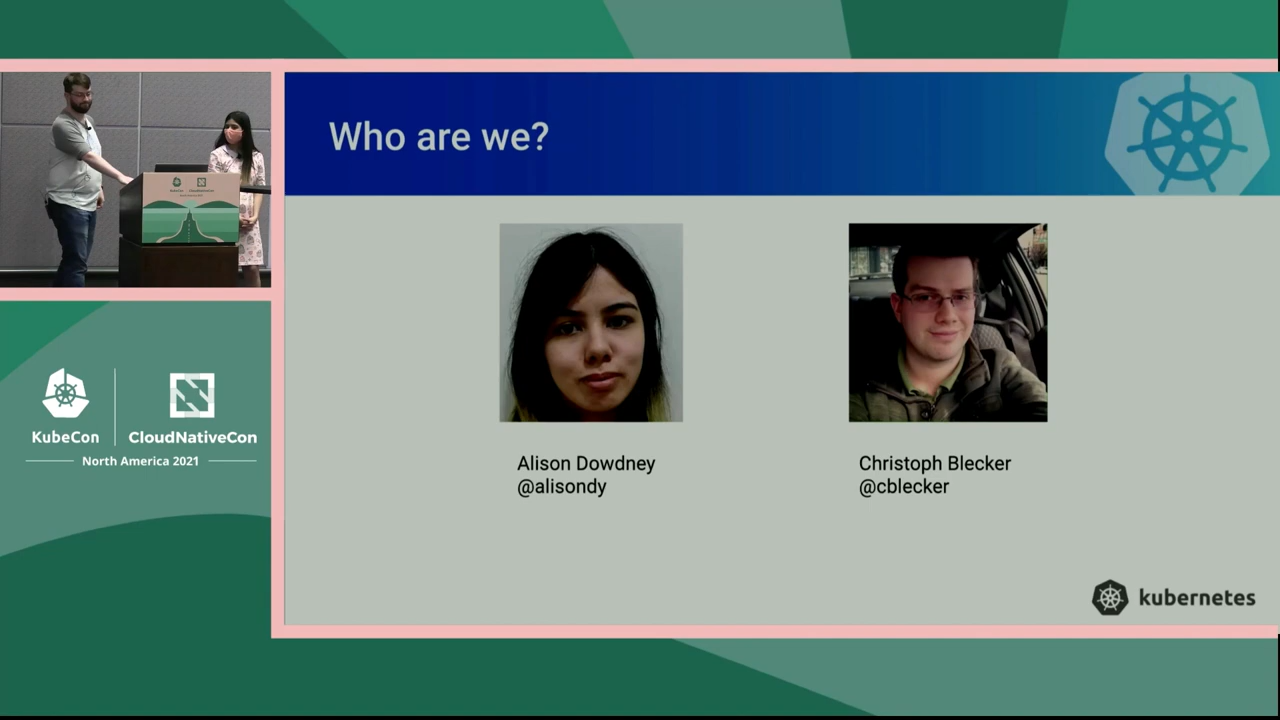 Who are we?
Alison Dowdney
@alisondy
Christoph Blecker
@cblecker
kubernetes
KubeCon
CloudNativeCon
North America 2021